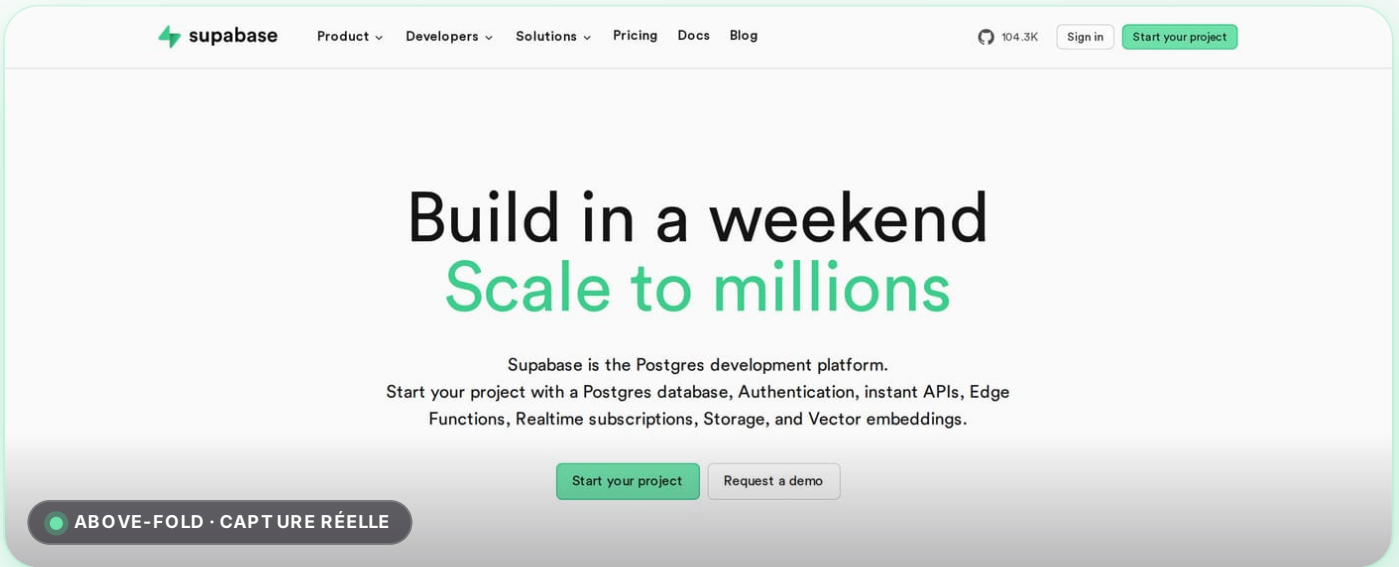 supabase
Product
Developers
Solutions
Pricing
Docs
Blog
104.3K
Sign in
Start your project
Build in a weekend
Scale to millions
Supabase is the Postgres development platform.
Start your project with a Postgres database, Authentication, instant APIs, Edge
Functions, Realtime subscriptions, Storage, and Vector embeddings.
Start your project
Request a demo
ABOVE-FOLD · CAPTURE RÉELLE